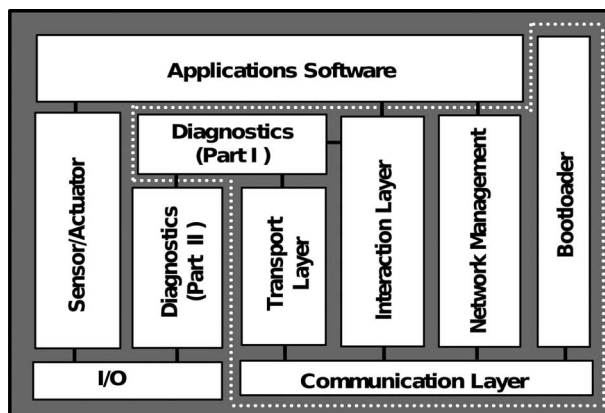 Applications Software
Sensor/Actuator
Diagnostics
(Part I )
Diagnostics
(Part II )
Transport
Layer
Interaction Layer
Network Management
Bootloader
I/O
Communication Layer